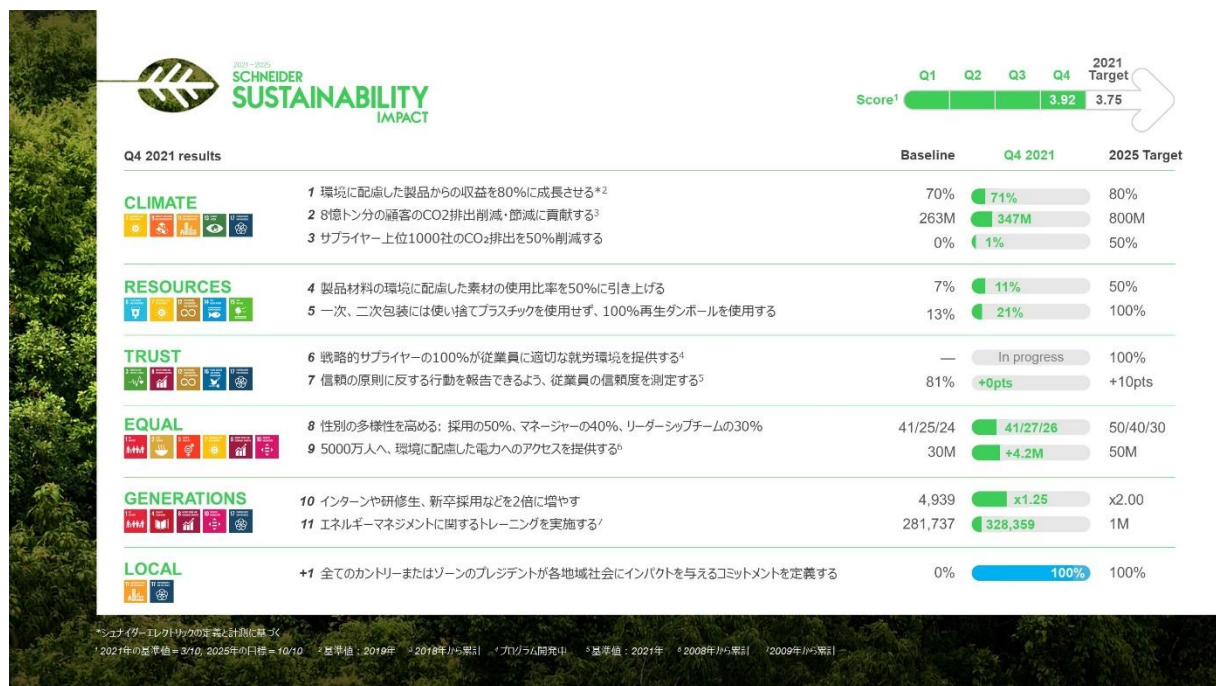 2021-2025
SCHNEIDER
SUSTAINABILITY
IMPACT
Q1 Q2 Q3 Q4 2021 Target
Score¹ 3.92 3.75
Q4 2021 results Baseline Q4 2021 2025 Target
CLIMATE
1 環境に配慮した製品からの収益を80%に成長させる*² 70% 71% 80%
2 8億トン分の顧客のCO2排出削減・節減に貢献する³ 263M 347M 800M
3 サプライヤー上位1000社のCO₂排出を50%削減する 0% 1% 50%
RESOURCES
4 製品材料の環境に配慮した素材の使用比率を50%に引き上げる 7% 11% 50%
5 一次、二次包装には使い捨てプラスチックを使用せず、100%再生ダンボールを使用する 13% 21% 100%
TRUST
6 戦略的サプライヤーの100%が従業員に適切な就労環境を提供する⁴ — In progress 100%
7 信頼の原則に反する行動を報告できるよう、従業員の信頼度を測定する⁵ 81% +0pts +10pts
EQUAL
8 性別の多様性を高める: 採用の50%、マネージャーの40%、リーダーシップチームの30% 41/25/24 41/27/26 50/40/30
9 5000万人へ、環境に配慮した電力へのアクセスを提供する⁶ 30M +4.2M 50M
GENERATIONS
10 インターンや研修生、新卒採用などを2倍に増やす 4,939 x1.25 x2.00
11 エネルギーマネジメントに関するトレーニングを実施する⁷ 281,737 328,359 1M
LOCAL
+1 全てのカントリーまたはゾーンのプレジデントが各地域社会にインパクトを与えるコミットメントを定義する 0% 100% 100%
*シュナイダーエレクトリックの定義と計測に基づく
¹ 2021年の基準値=3/10, 2025年の目標=10/10 ²基準値:2019年 ³2018年から累計 ⁴プログラム開発中 ⁵基準値:2021年 ⁶2008年から累計 ⁷2009年から累計